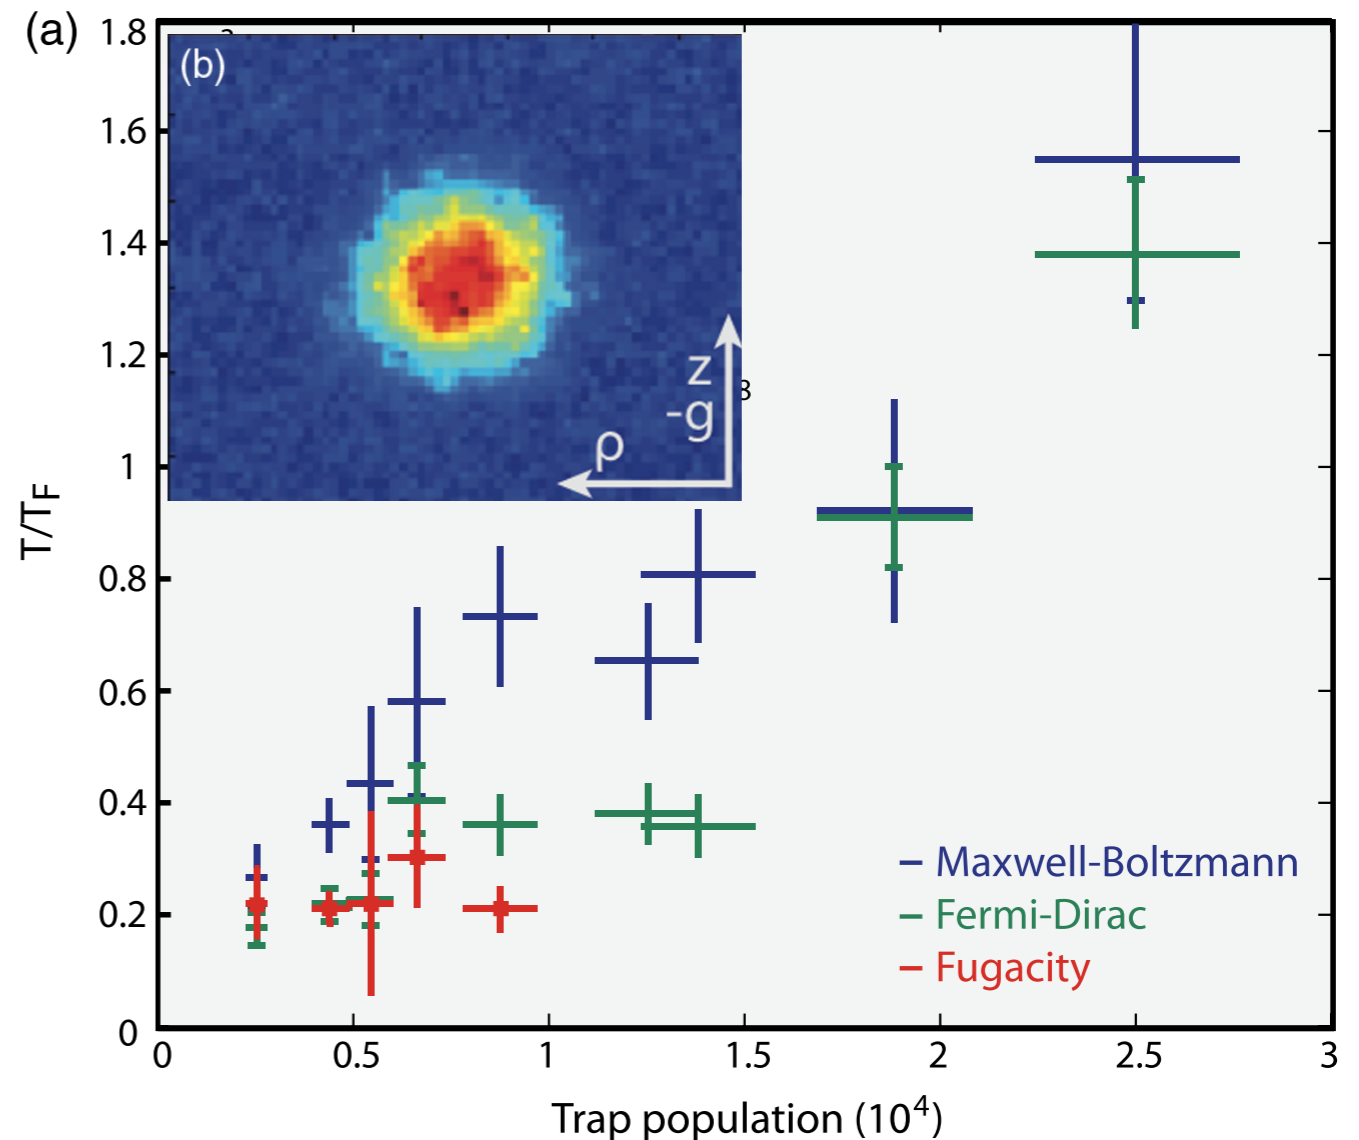 (a)
1.8
1.6
1.4
1.2
1
0.8
0.6
0.4
0.2
0
T/TF
(b)
z
-g
ρ
8
Maxwell-Boltzmann
Fermi-Dirac
Fugacity
0 0.5 1 1.5 2 2.5 3
Trap population (10⁴)